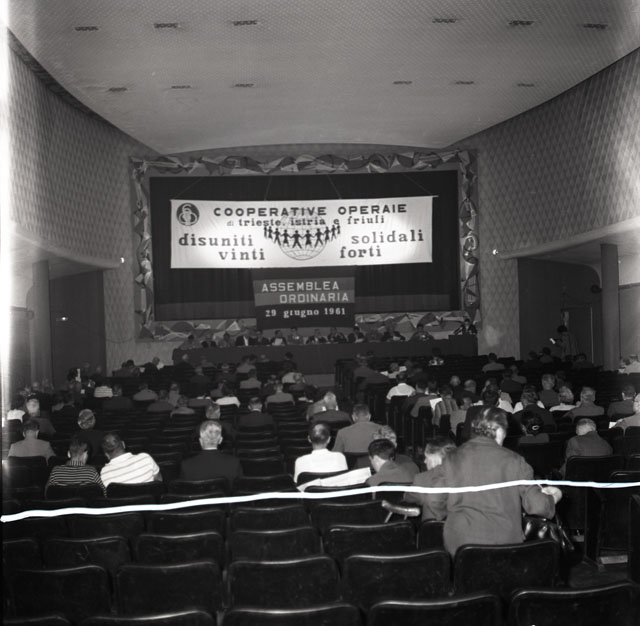 COOPERATIVE OPERAIE
di trieste, istria e friuli
disuniti solidali
vinti forti
ASSEMBLEA
ORDINARIA
29 giugno 1961